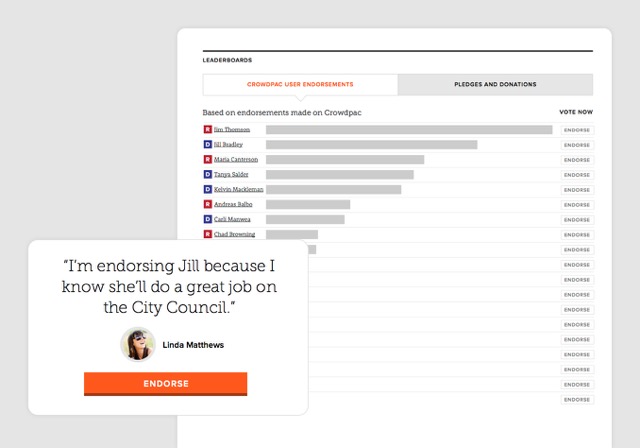 LEADERBOARDS
CROWDPAC USER ENDORSEMENTS
PLEDGES AND DONATIONS
Based on endorsements made on Crowdpac
VOTE NOW
R Jim Thomson ENDORSE
D Jill Bradley ENDORSE
R Maria Canterson ENDORSE
D Tanya Salder ENDORSE
D Kelvin Mackleman ENDORSE
R Andreas Balbo ENDORSE
D Carli Manwea ENDORSE
R Chad Browning ENDORSE
ENDORSE
ENDORSE
ENDORSE
ENDORSE
ENDORSE
ENDORSE
ENDORSE
ENDORSE
ENDORSE
ENDORSE
ENDORSE
“I’m endorsing Jill because I
know she’ll do a great job on
the City Council.”
Linda Matthews
ENDORSE